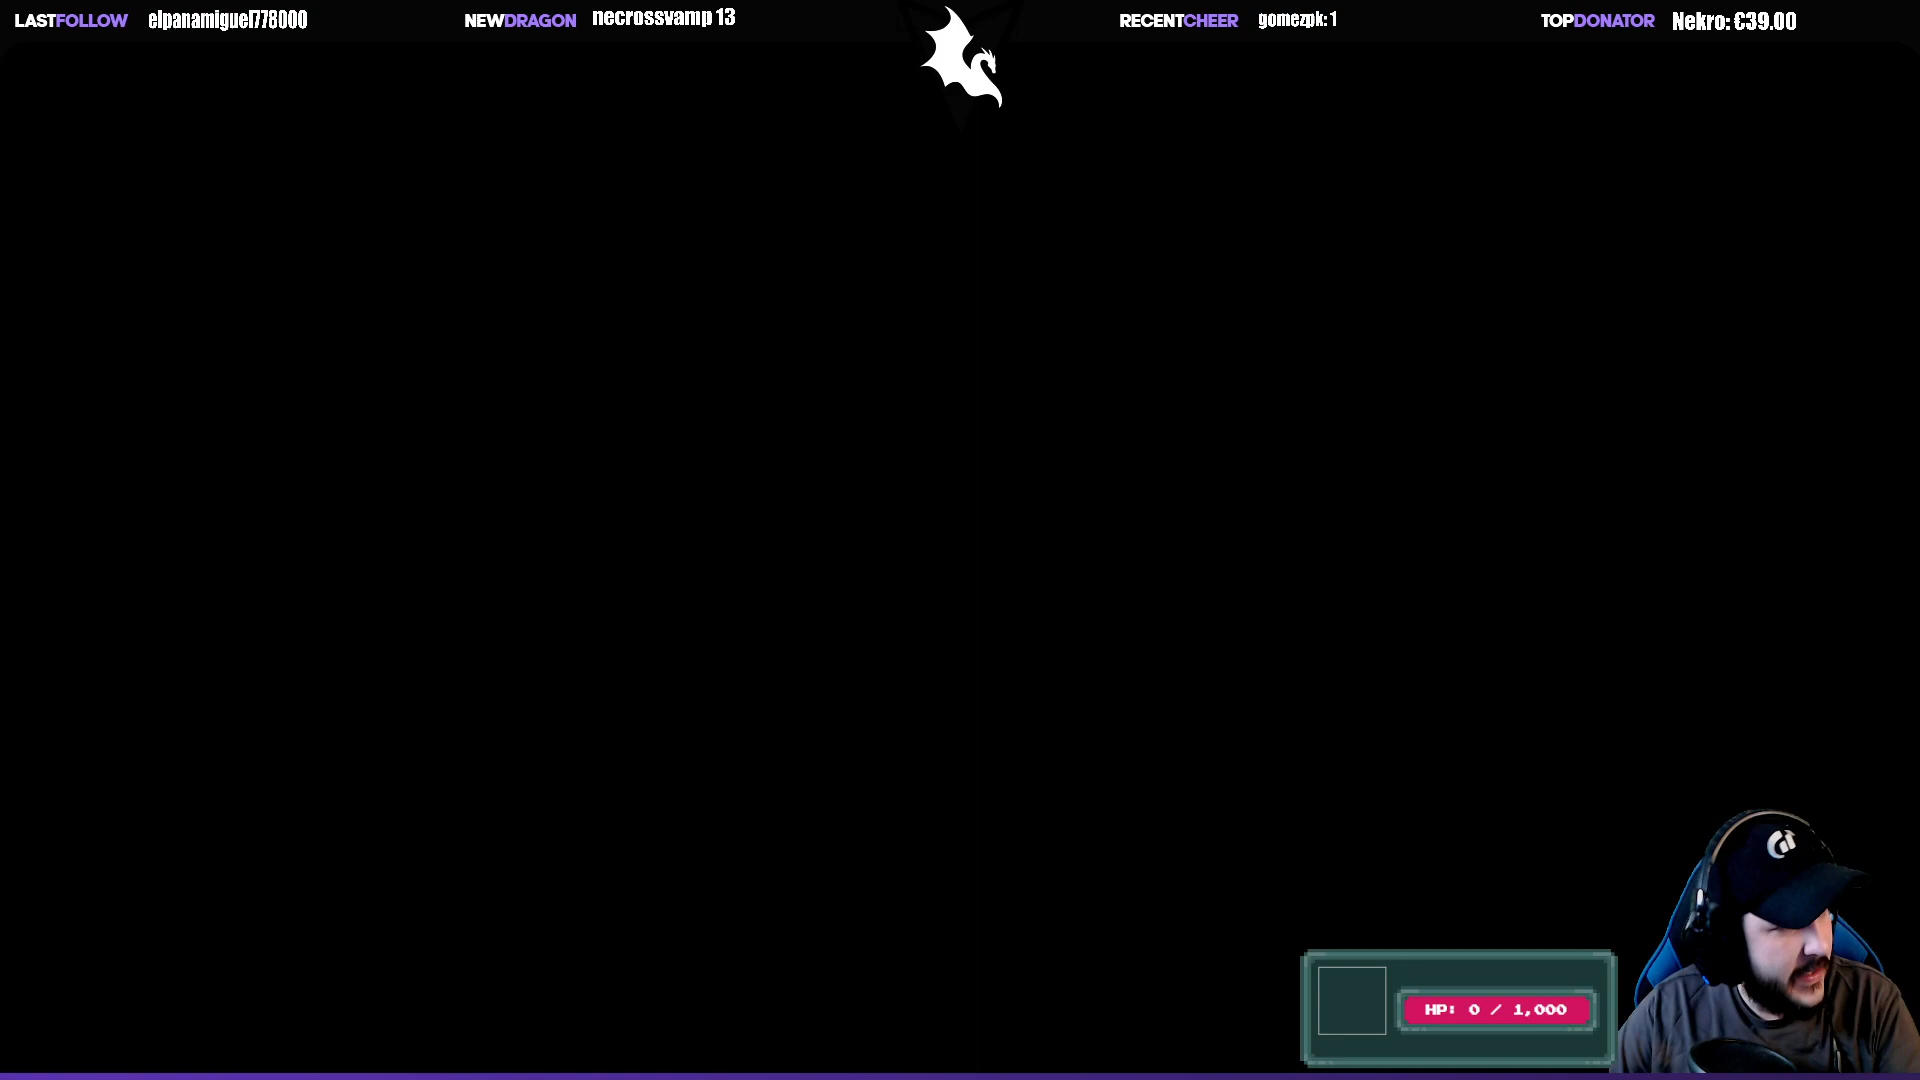 LASTFOLLOW elpanamiguel778000 NEWDRAGON necrossvamp 13 RECENTCHEER gomezpk: 1 TOPDONATOR Nekro: €39.00
HP: 0 / 1,000